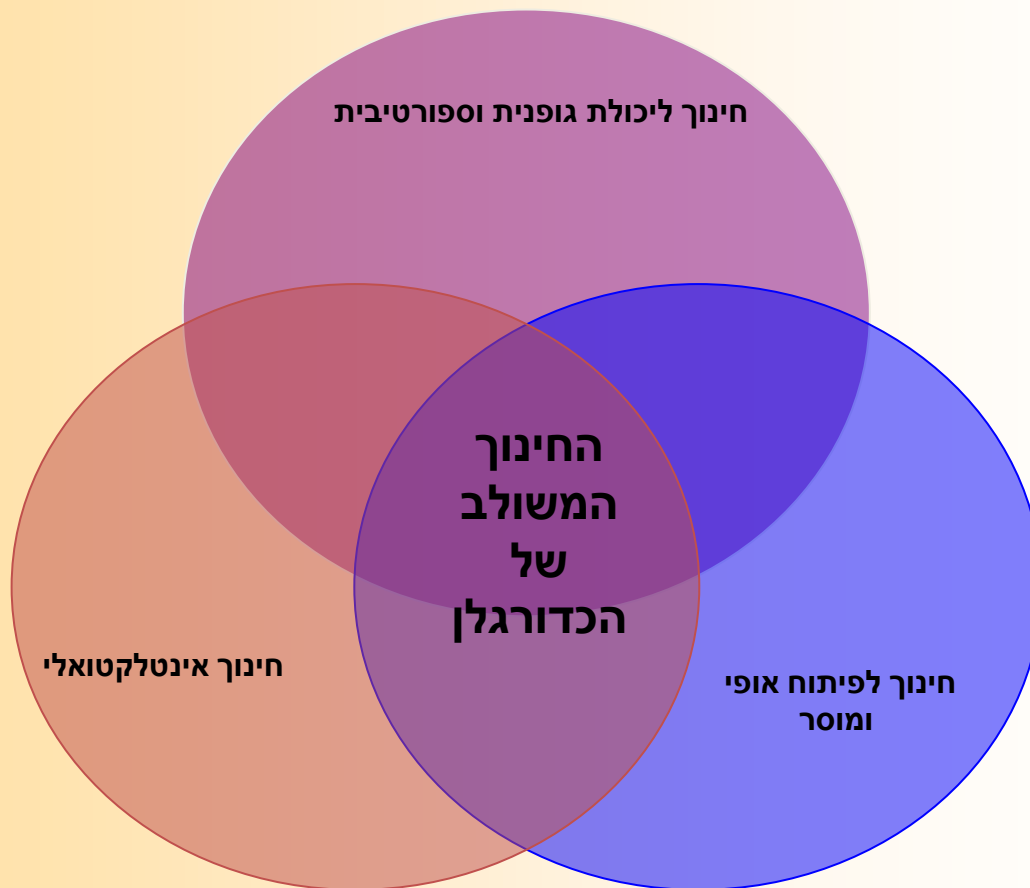 חינוך ליכולת גופנית וספורטיבית
החינוך
המשולב
של
הכדורגלן
חינוך אינטלקטואלי
חינוך לפיתוח אופי
ומוסר